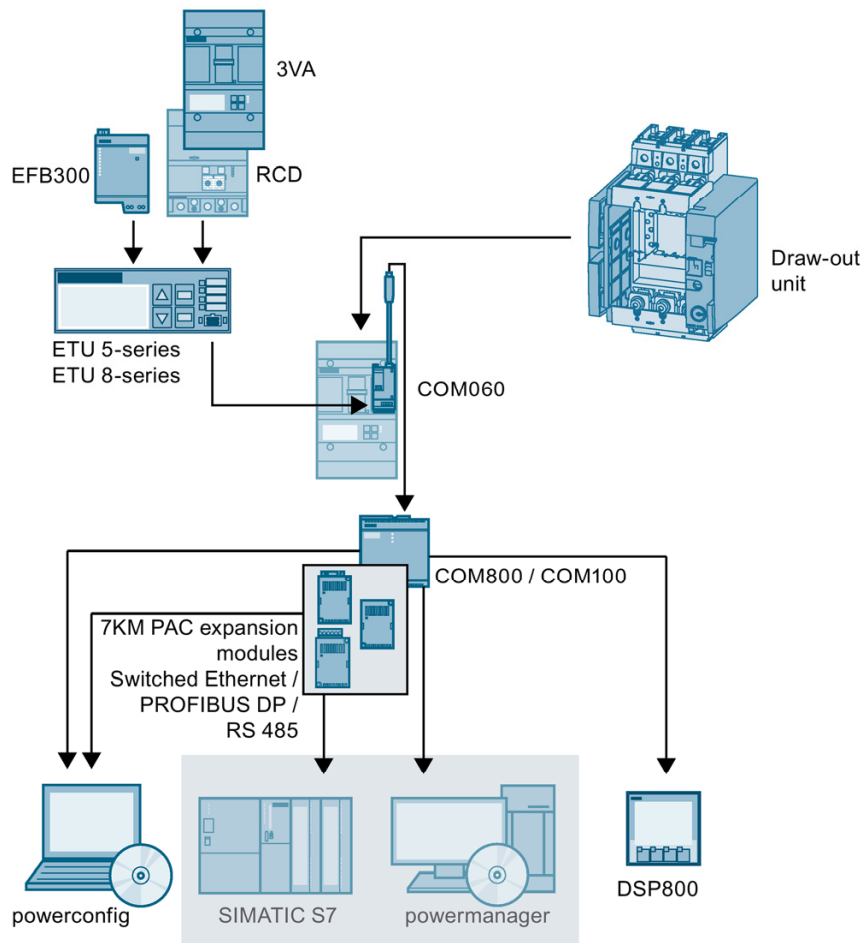 3VA
EFB300
RCD
Draw-out
unit
ETU 5-series
ETU 8-series
COM060
COM800 / COM100
7KM PAC expansion
modules
Switched Ethernet /
PROFIBUS DP /
RS 485
powerconfig
SIMATIC S7
powermanager
DSP800